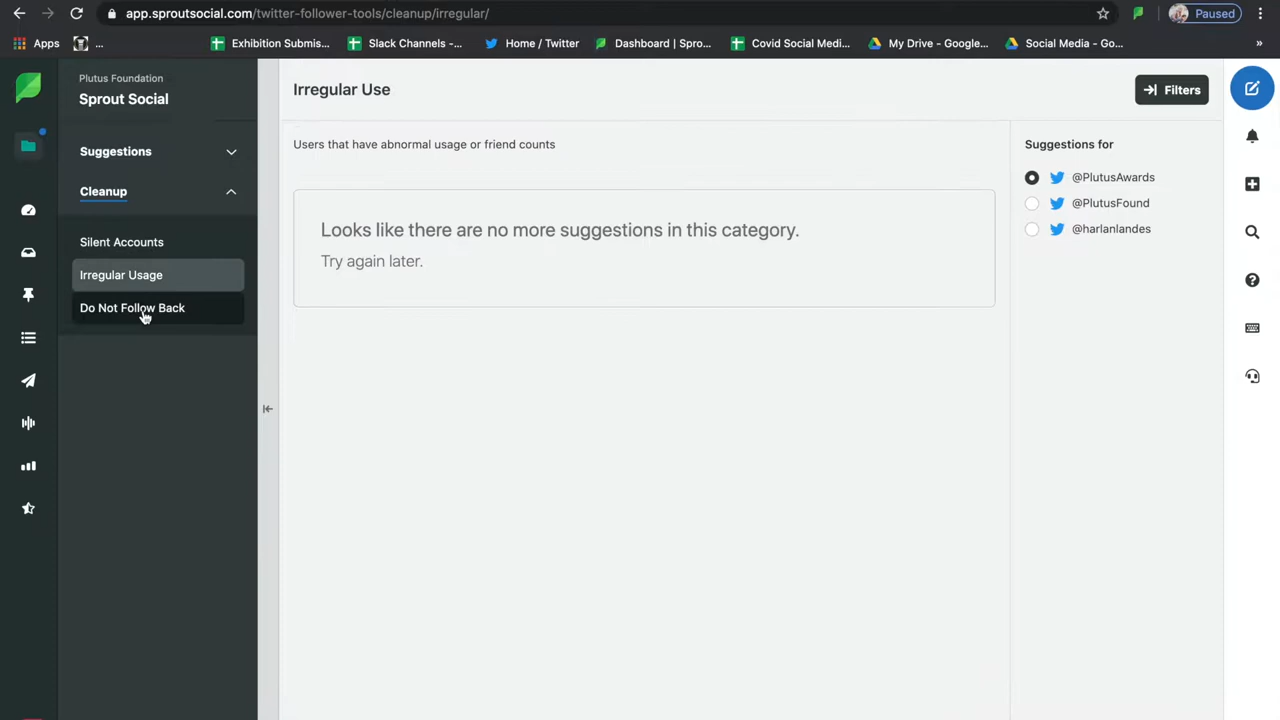 app.sproutsocial.com/twitter-follower-tools/cleanup/irregular/
Paused
Apps
...
Exhibition Submis...
Slack Channels -...
Home / Twitter
Dashboard | Spro...
Covid Social Medi...
My Drive - Google...
Social Media - Go...
»
Plutus Foundation
Sprout Social
Suggestions
Cleanup
Silent Accounts
Irregular Usage
Do Not Follow Back
Irregular Use
Filters
Users that have abnormal usage or friend counts
Looks like there are no more suggestions in this category.
Try again later.
Suggestions for
@PlutusAwards
@PlutusFound
@harlanlandes